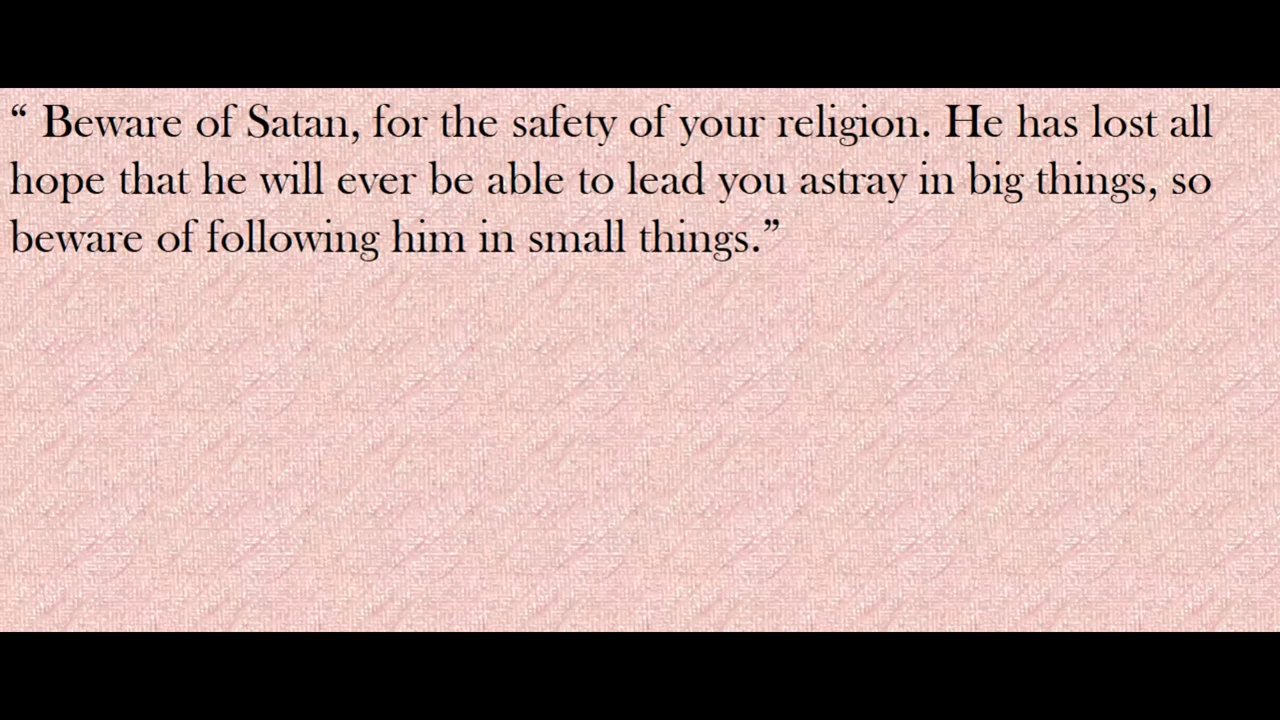 “ Beware of Satan, for the safety of your religion. He has lost all
hope that he will ever be able to lead you astray in big things, so
beware of following him in small things.”